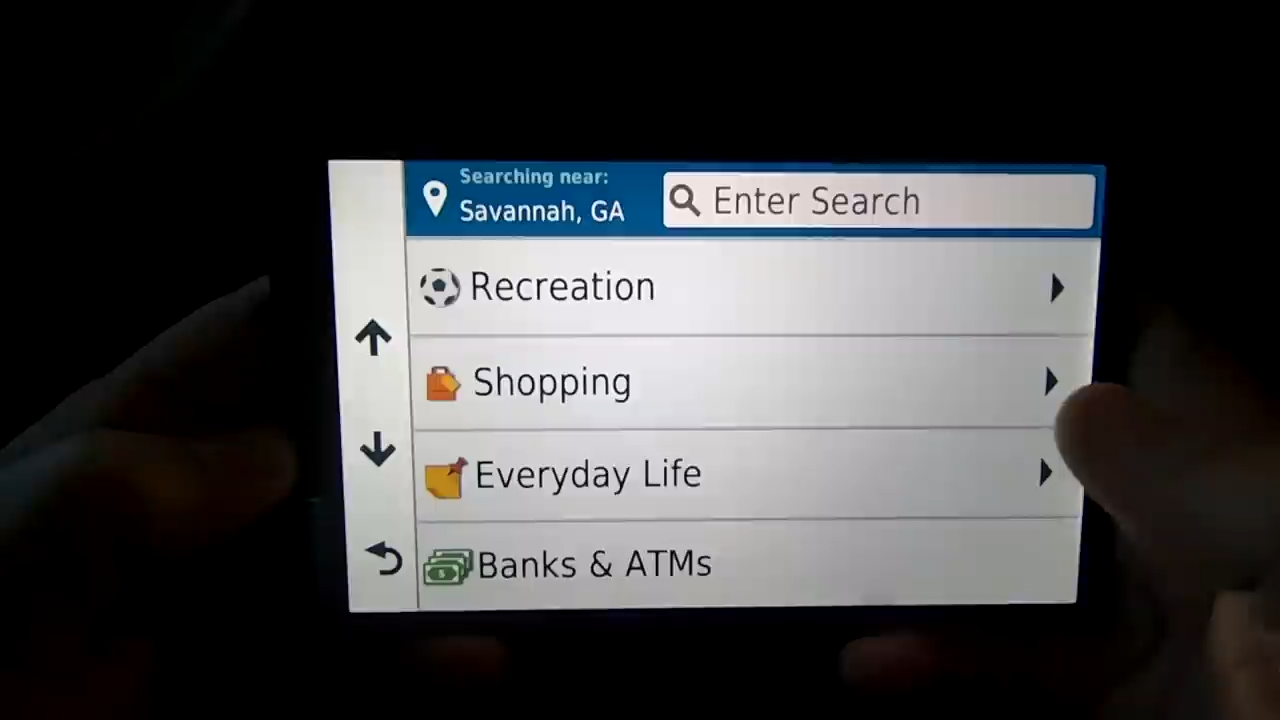 Searching near:
Savannah, GA
Enter Search
Recreation
Shopping
Everyday Life
Banks & ATMs